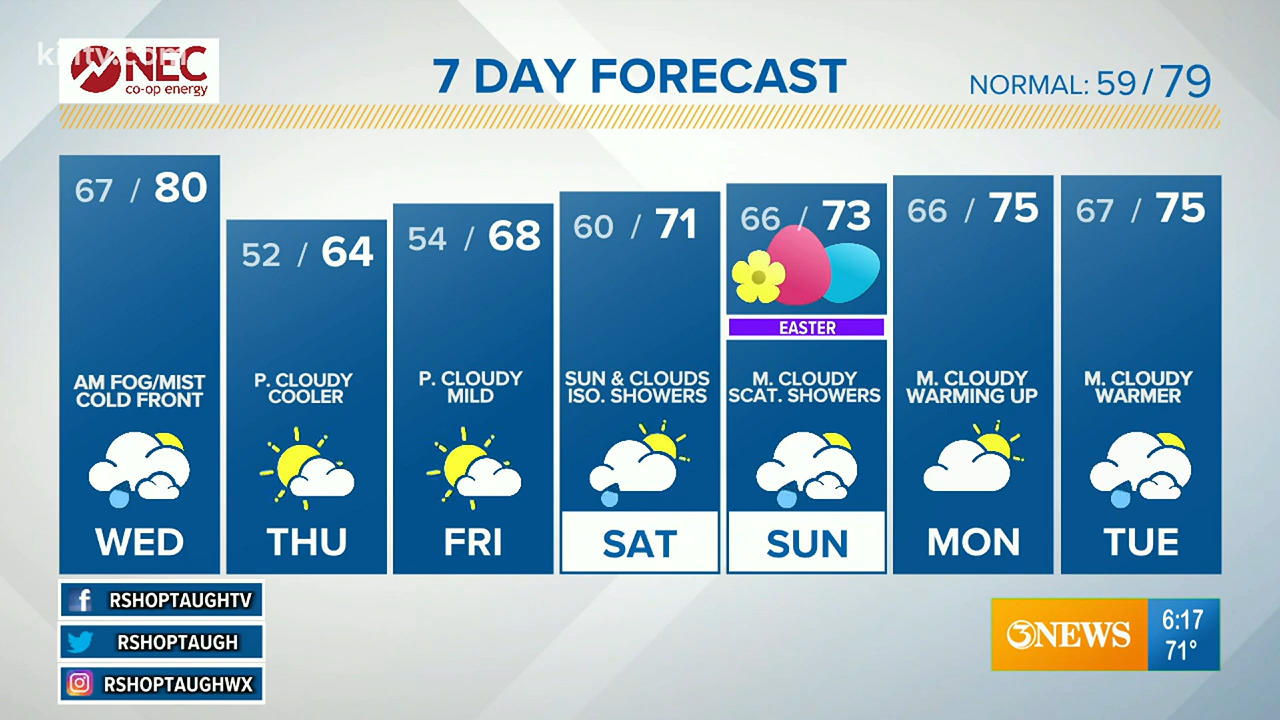 kiiitv.com
NEC
co-op energy
7 DAY FORECAST
NORMAL: 59/79
67 / 80
AM FOG/MIST
COLD FRONT
WED
52 / 64
P. CLOUDY
COOLER
THU
54 / 68
P. CLOUDY
MILD
FRI
60 / 71
SUN & CLOUDS
ISO. SHOWERS
SAT
66 / 73
EASTER
M. CLOUDY
SCAT. SHOWERS
SUN
66 / 75
M. CLOUDY
WARMING UP
MON
67 / 75
M. CLOUDY
WARMER
TUE
RSHOPTAUGHTV
RSHOPTAUGH
RSHOPTAUGHWX
3NEWS
6:17
71°